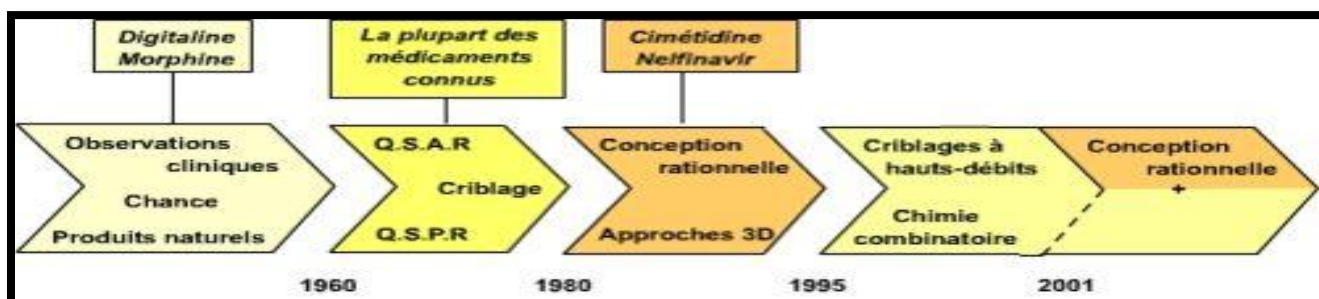 Digitaline
Morphine
La plupart des
médicaments
connus
Cimétidine
Nelfinavir
Observations
cliniques
Chance
Produits naturels
Q.S.A.R
Criblage
Q.S.P.R
Conception
rationnelle
Approches 3D
Criblages à
hauts-débits
Chimie
combinatoire
Conception
rationnelle
+
1960
1980
1995
2001